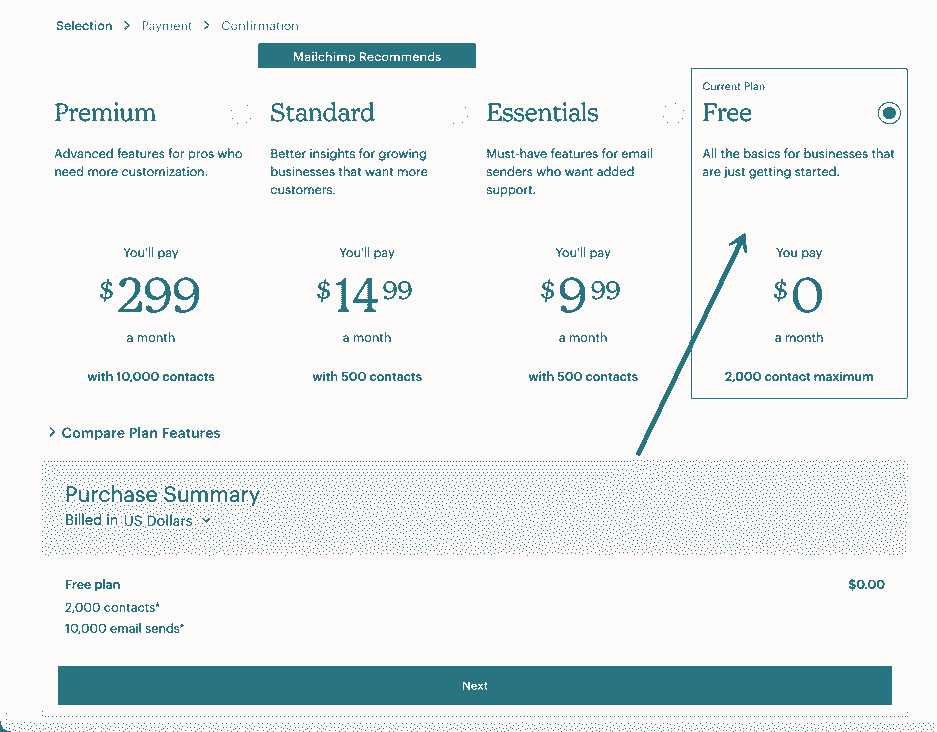 Selection > Payment > Confirmation
Mailchimp Recommends
Premium
Advanced features for pros who
need more customization.
You'll pay
$299
a month
with 10,000 contacts
Standard
Better insights for growing
businesses that want more
customers.
You'll pay
$14 99
a month
with 500 contacts
Essentials
Must-have features for email
senders who want added
support.
You'll pay
$9 99
a month
with 500 contacts
Current Plan
Free
All the basics for businesses that
are just getting started.
You pay
$0
a month
2,000 contact maximum
> Compare Plan Features
Purchase Summary
Billed in US Dollars
Free plan $0.00
2,000 contacts*
10,000 email sends*
Next